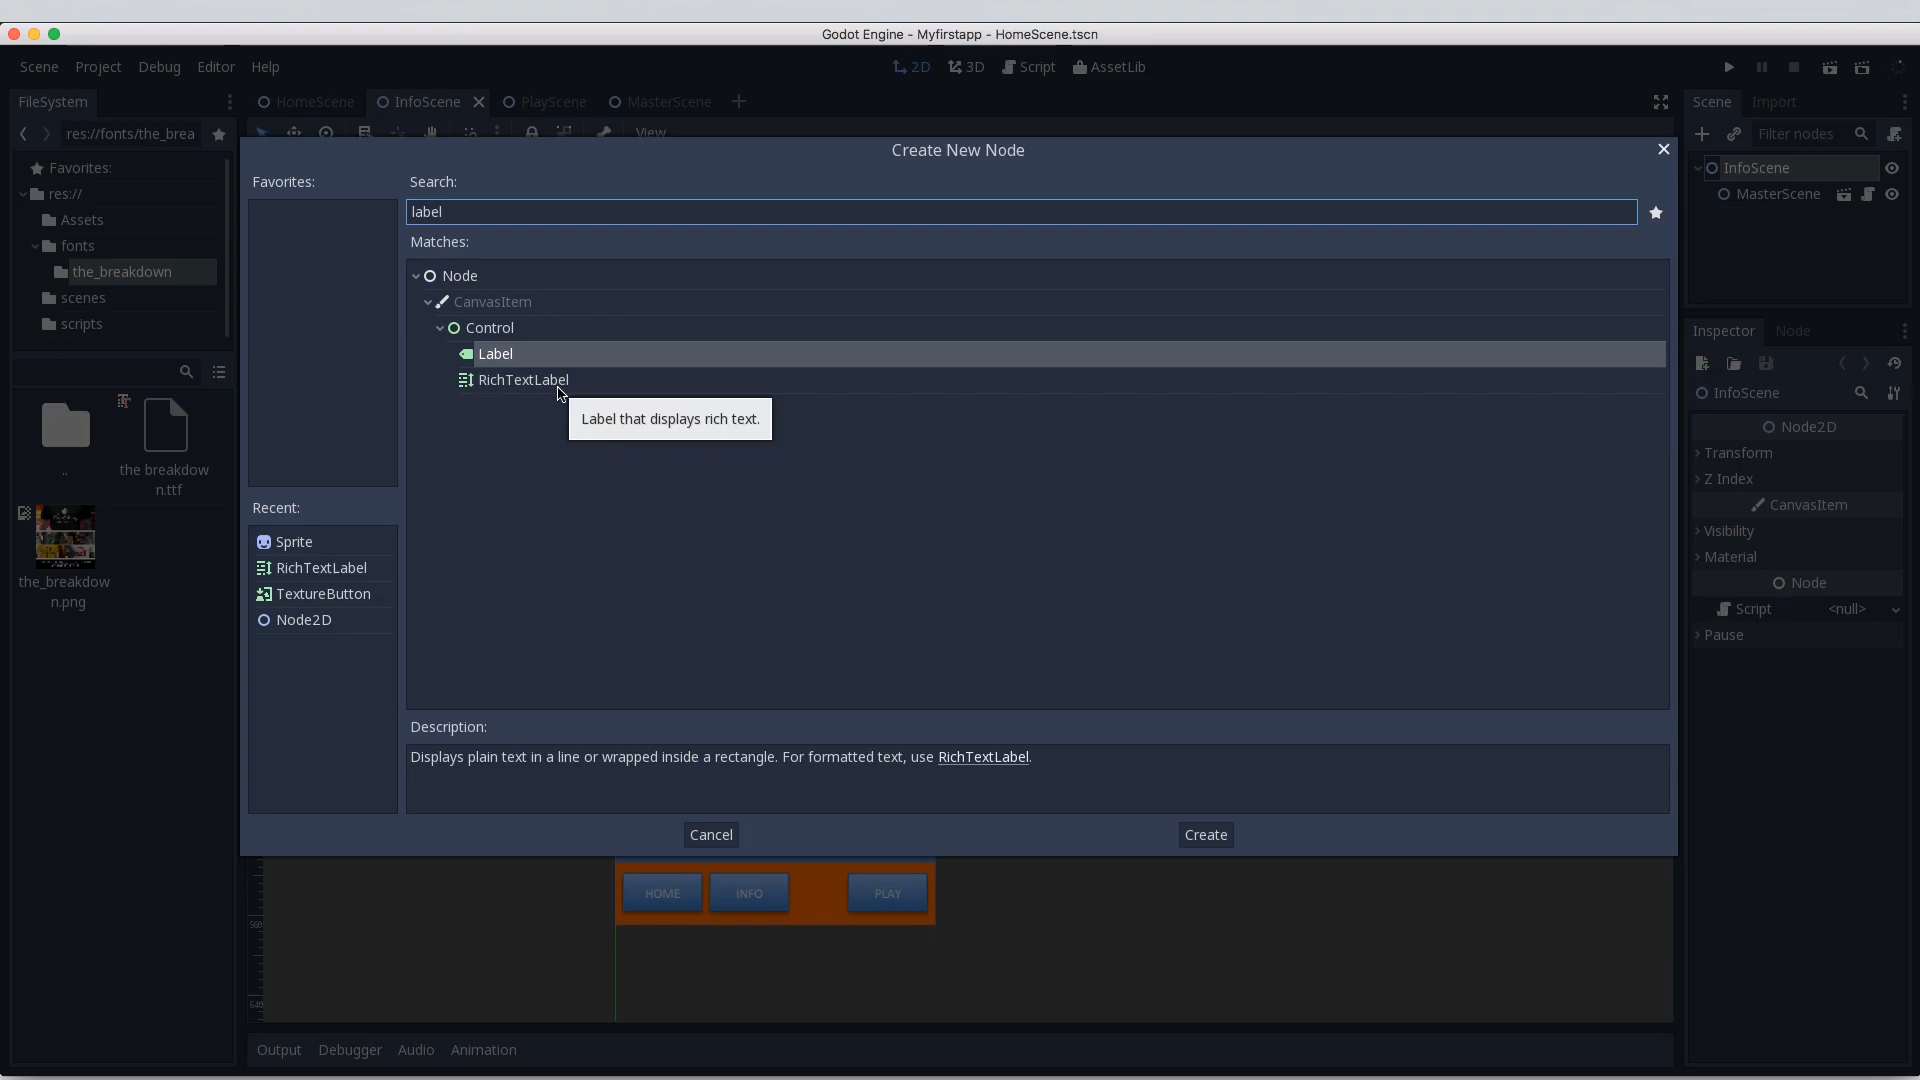 Godot Engine - Myfirstapp - HomeScene.tscn
Scene Project Debug Editor Help
2D 3D Script AssetLib
FileSystem
HomeScene InfoScene PlayScene MasterScene
Scene Import
res://fonts/the_brea
View
Filter nodes
Favorites:
res://
Assets
fonts
the_breakdown
scenes
scripts
..
the breakdow
n.ttf
the_breakdow
n.png
Create New Node
Favorites:
Search:
label
Matches:
Node
CanvasItem
Control
Label
RichTextLabel
Label that displays rich text.
Recent:
Sprite
RichTextLabel
TextureButton
Node2D
Description:
Displays plain text in a line or wrapped inside a rectangle. For formatted text, use RichTextLabel.
Cancel Create
InfoScene
MasterScene
Inspector Node
InfoScene
Node2D
Transform
Z Index
CanvasItem
Visibility
Material
Node
Script <null>
Pause
HOME INFO PLAY
560
640
Output Debugger Audio Animation